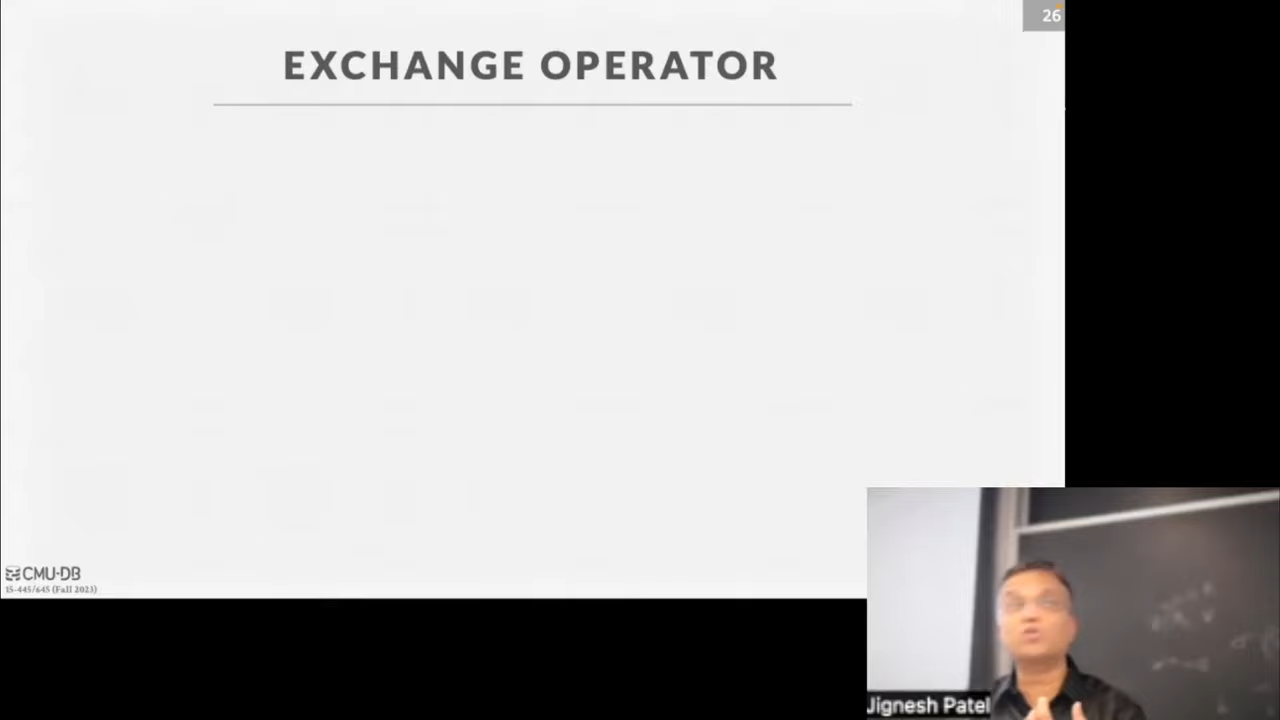 26
EXCHANGE OPERATOR
CMU·DB
15-445/645 (Fall 2023)
Jignesh Patel